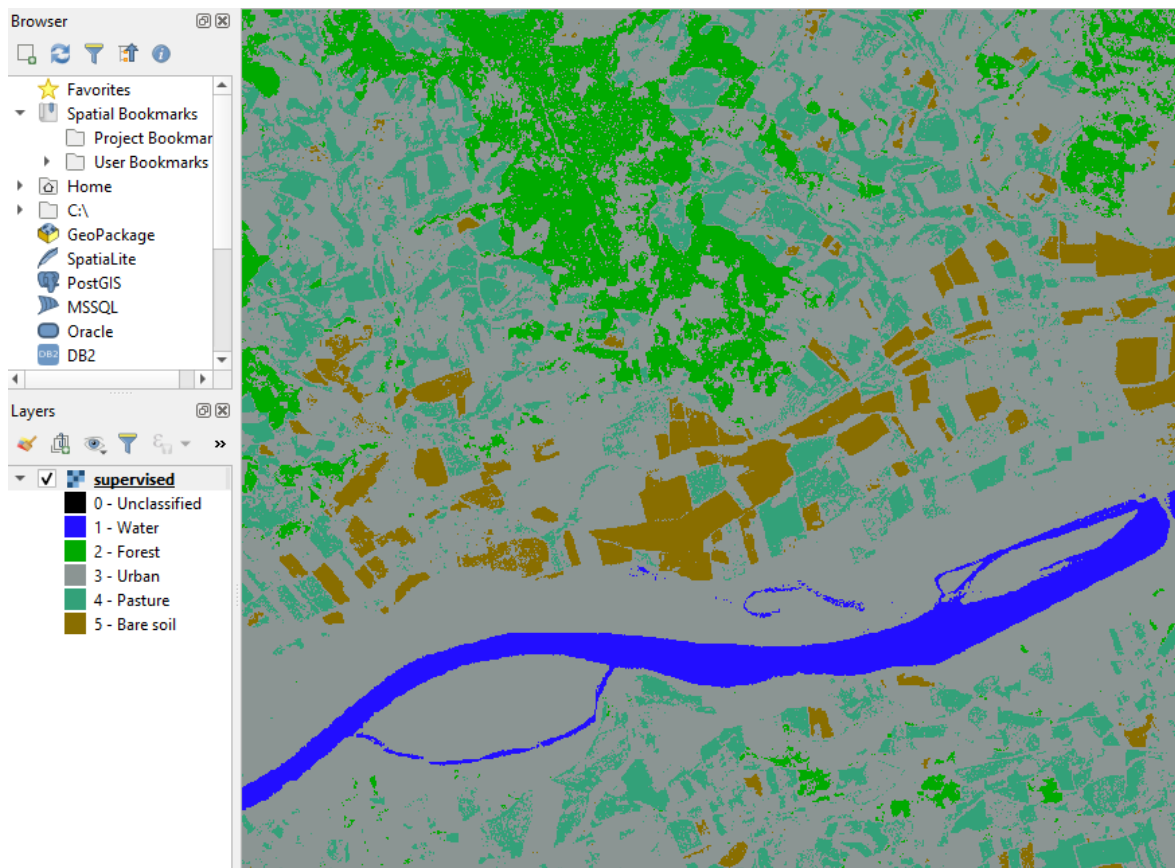 Browser
Favorites
Spatial Bookmarks
Project Bookmar
User Bookmarks
Home
C:\
GeoPackage
SpatiaLite
PostGIS
MSSQL
Oracle
DB2
DB2
Layers
»
supervised
0 - Unclassified
1 - Water
2 - Forest
3 - Urban
4 - Pasture
5 - Bare soil